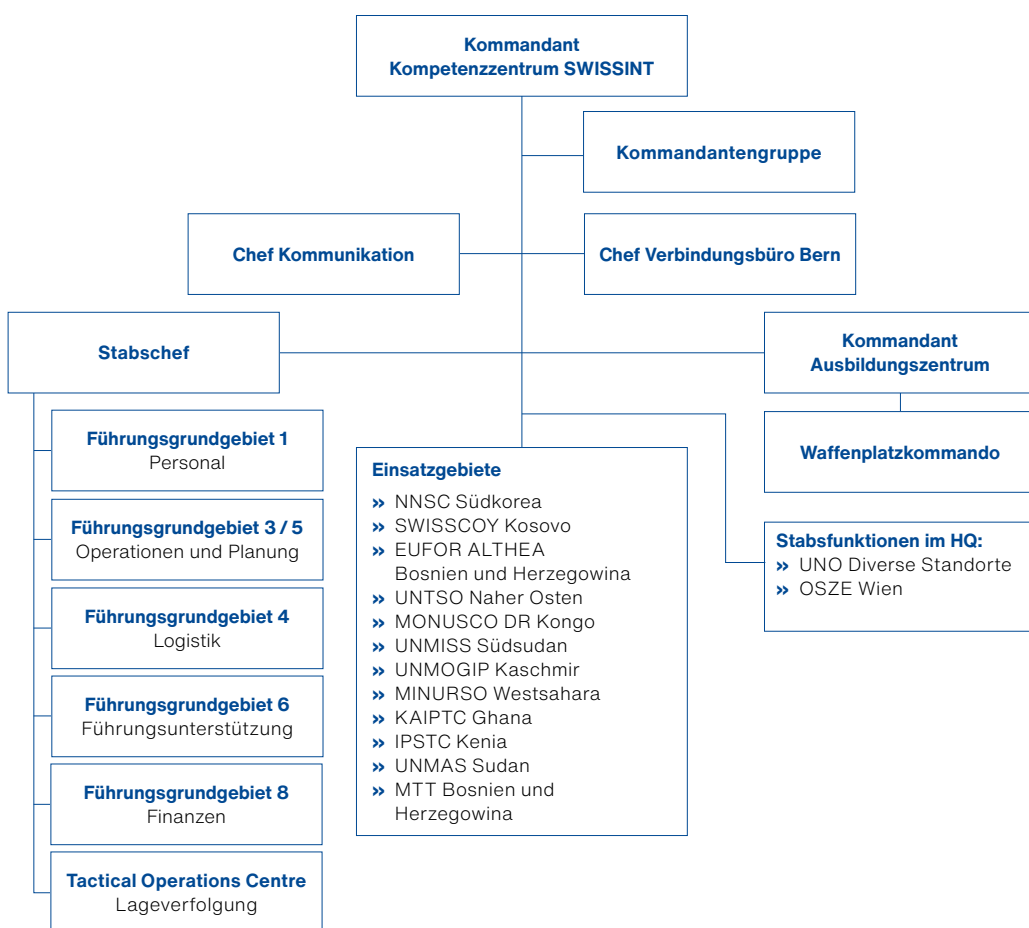 Kommandant
Kompetenzzentrum SWISSINT
Kommandantengruppe
Chef Kommunikation
Chef Verbindungsbüro Bern
Stabschef
Kommandant
Ausbildungszentrum
Führungsgrundgebiet 1
Personal
Führungsgrundgebiet 3 / 5
Operationen und Planung
Führungsgrundgebiet 4
Logistik
Führungsgrundgebiet 6
Führungsunterstützung
Führungsgrundgebiet 8
Finanzen
Tactical Operations Centre
Lageverfolgung
Einsatzgebiete
» NNSC Südkorea
» SWISSCOY Kosovo
» EUFOR ALTHEA
Bosnien und Herzegowina
» UNTSO Naher Osten
» MONUSCO DR Kongo
» UNMISS Südsudan
» UNMOGIP Kaschmir
» MINURSO Westsahara
» KAIPTC Ghana
» IPSTC Kenia
» UNMAS Sudan
» MTT Bosnien und
Herzegowina
Waffenplatzkommando
Stabsfunktionen im HQ:
» UNO Diverse Standorte
» OSZE Wien